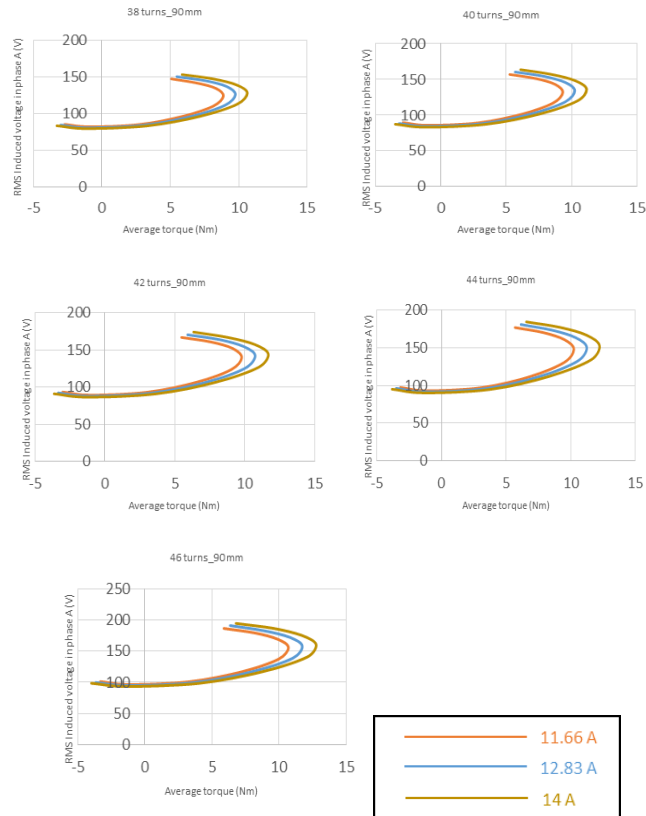 38 turns_90mm
RMS Induced voltage in phase A (V)
200
150
100
50
0
-5 0 5 10 15
Average torque (Nm)
40 turns_90mm
RMS Induced voltage in phase A (V)
200
150
100
50
0
-5 0 5 10 15
Average torque (Nm)
42 turns_90mm
RMS Induced voltage in phase A (V)
200
150
100
50
0
-5 0 5 10 15
Average torque (Nm)
44 turns_90mm
RMS Induced voltage in phase A (V)
200
150
100
50
0
-5 0 5 10 15
Average torque (Nm)
46 turns_90mm
RMS Induced voltage in phase A (V)
250
200
150
100
50
0
-5 0 5 10 15
Average torque (Nm)
11.66 A
12.83 A
14 A